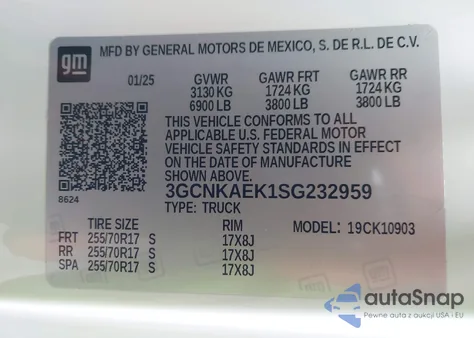 gm
MFD BY GENERAL MOTORS DE MEXICO, S. DE R.L. DE C.V.
01/25 GVWR GAWR FRT GAWR RR
3130 KG 1724 KG 1724 KG
6900 LB 3800 LB 3800 LB
THIS VEHICLE CONFORMS TO ALL
APPLICABLE U.S. FEDERAL MOTOR
VEHICLE SAFETY STANDARDS IN EFFECT
ON THE DATE OF MANUFACTURE
SHOWN ABOVE.
8624
3GCNKAEK1SG232959
TYPE: TRUCK
TIRE SIZE RIM MODEL: 19CK10903
FRT 255/70R17 S 17X8J
RR 255/70R17 S 17X8J
SPA 255/70R17 S 17X8J
autoSnap
Pewne auta z aukcji USA i EU